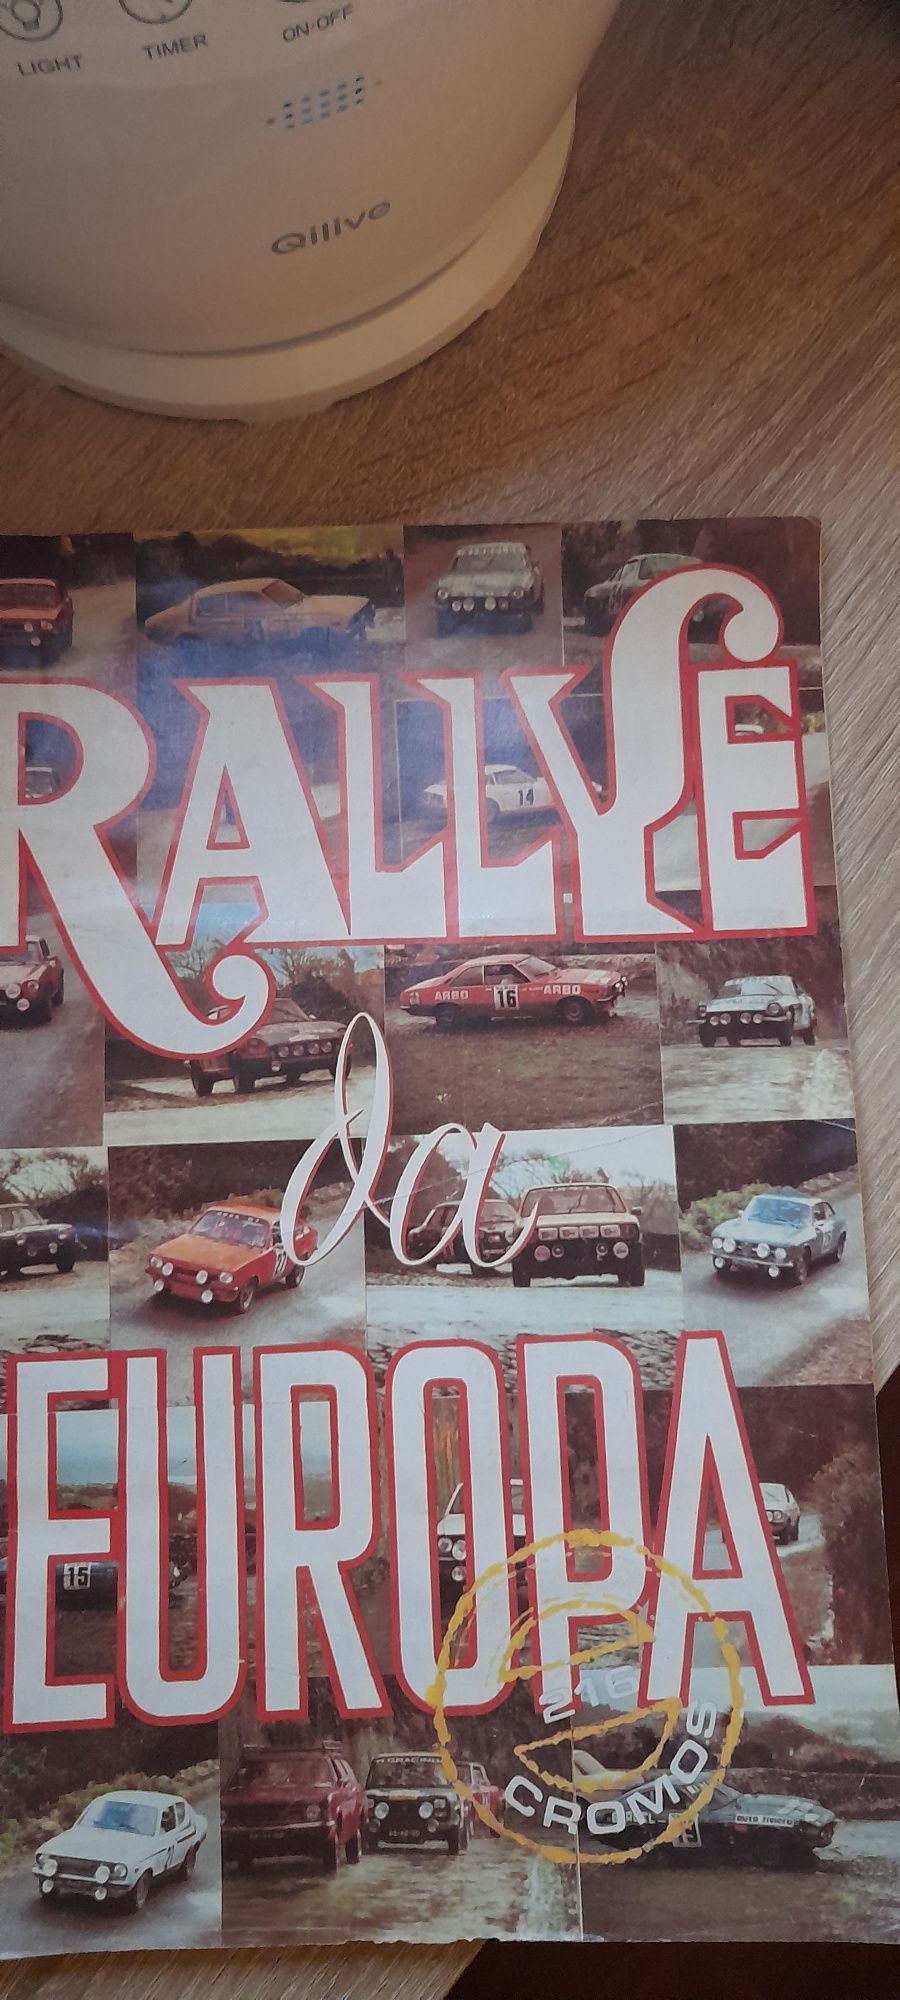 LIGHT
TIMER
ON/OFF
Qilive
RALLYE
14
ARBO
16
ARBO
da
EUROPA
15
216
CROMOS